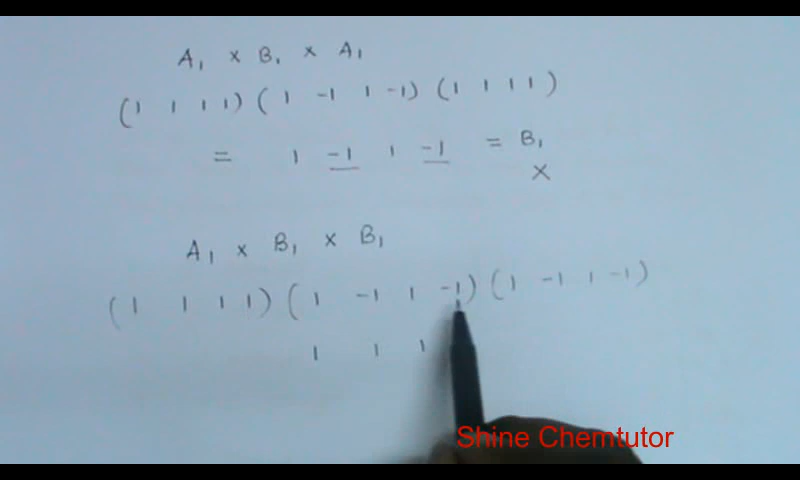 A₁ × B₁ × A₁
(1 1 1 1) (1 -1 1 -1) (1 1 1 1)
= 1 -1 1 -1 = B₁
×
A₁ × B₁ × B₁
(1 1 1 1) (1 -1 1 -1) (1 -1 1 -1)
1 1 1
Shine Chemtutor